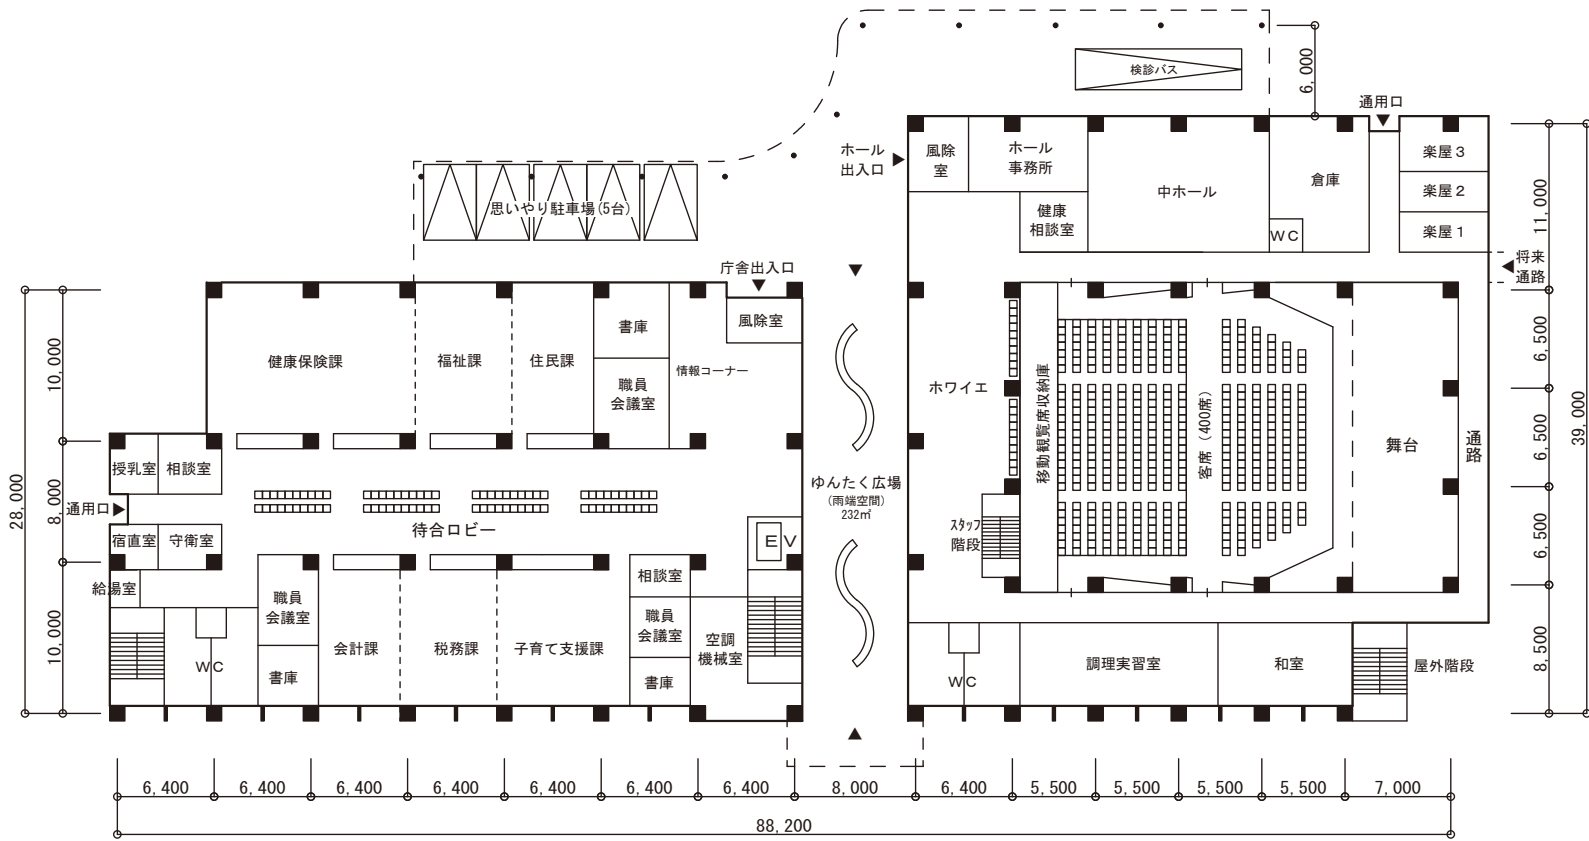 検診バス
6,000
通用口
ホール
出入口
風除
室
ホール
事務所
中ホール
倉庫
楽屋3
楽屋2
楽屋1
健康
相談室
WC
11,000
思いやり駐車場(5台)
将来
通路
庁舎出入口
風除室
書庫
健康保険課
福祉課
住民課
情報コーナー
職員
会議室
10,000
6,500
ホワイエ
移動観覧席収納庫
客席(400席)
舞台
通路
6,500
39,000
授乳室
相談室
28,000
8,000
通用口
ゆんたく広場
(雨端空間)
232㎡
待合ロビー
宿直室
守衛室
EV
スタッフ
階段
6,500
給湯室
職員
会議室
相談室
職員
会議室
空調
機械室
10,000
WC
書庫
会計課
税務課
子育て支援課
書庫
WC
調理実習室
和室
屋外階段
8,500
6,400
6,400
6,400
6,400
6,400
6,400
6,400
8,000
6,400
5,500
5,500
5,500
5,500
7,000
88,200